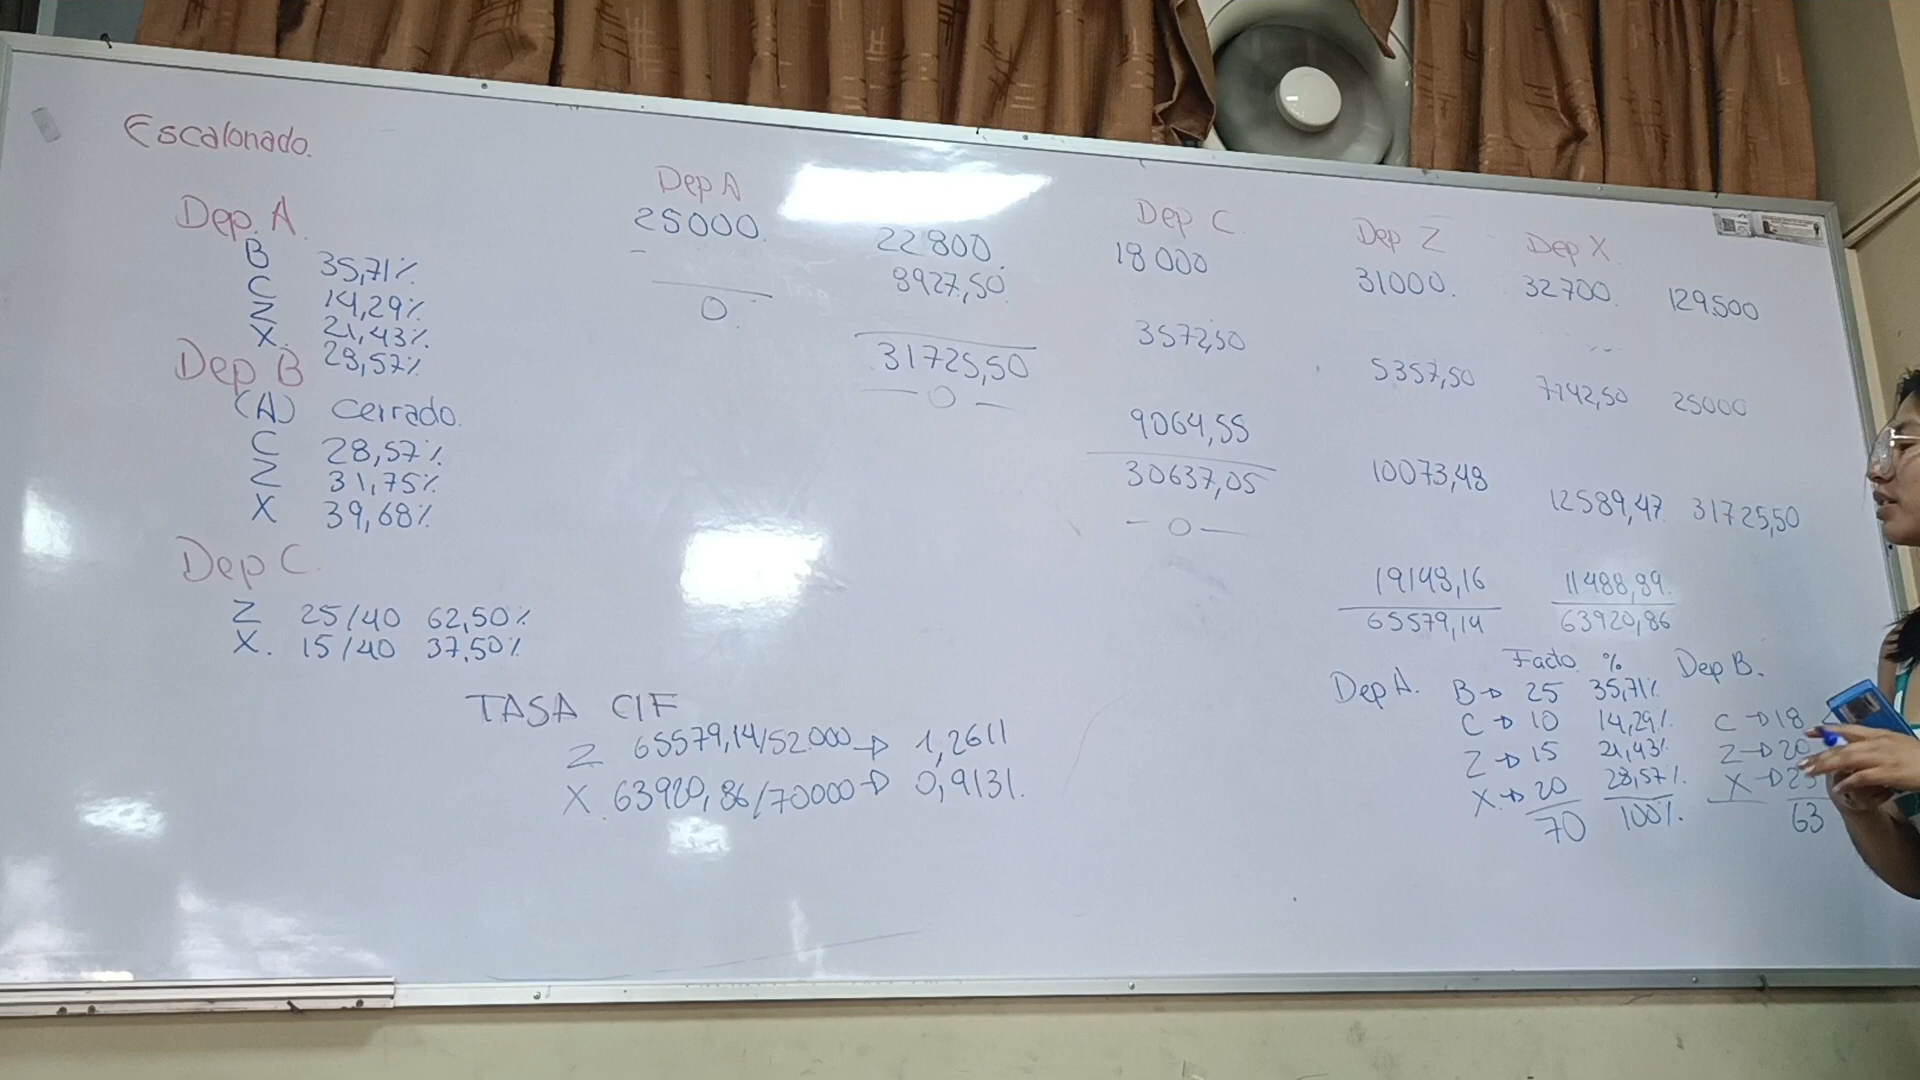 Escalonado.
Dep. A.
B 35,71%
C 14,29%
Z 21,43%
X. 28,57%
Dep B
(A) cerrado.
C 28,57%
Z 31,75%
X 39,68%
Dep C.
Z 25/40 62,50%
X. 15/40 37,50%
Dep A Dep C. Dep Z Dep X.
25000. 22800. 18000 31000. 32700. 129.500
- 8927,50
0. 3572,50 5357,50 7142,50 25000
31725,50
-0-
9064,55 10073,48 12589,47 31725,50
30637,05
-0-
19148,16 11488,89.
65579,14 63920,86
TASA CIF
Z 65579,14/52.000→ 1,2611
X. 63920,86/70000→ 0,9131.
Facto. %
Dep A. B→ 25 35,71%
C→ 10 14,29%
Z→ 15 21,43%
X.→ 20 28,57%
70 100%.
Dep B.
C→18
Z→20
X→25
63